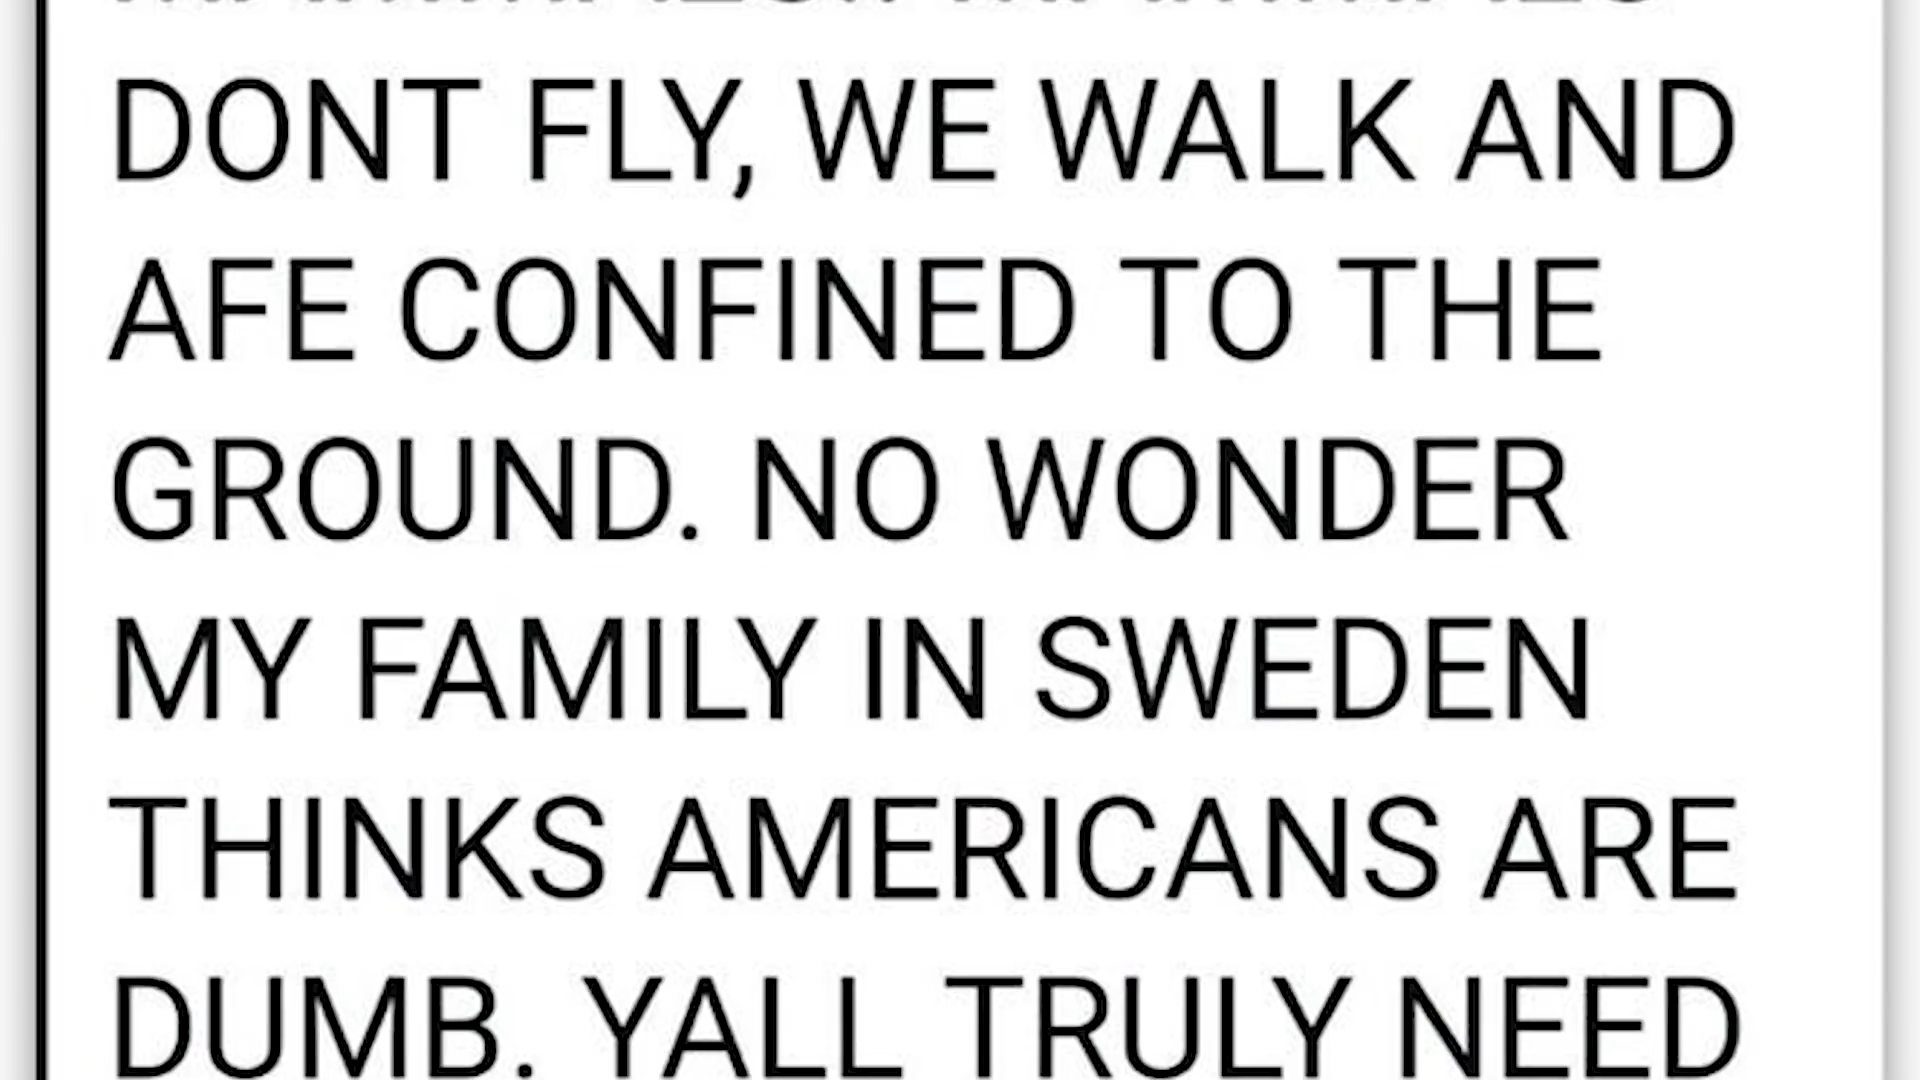 DONT FLY, WE WALK AND
AFE CONFINED TO THE
GROUND. NO WONDER
MY FAMILY IN SWEDEN
THINKS AMERICANS ARE
DUMB. YALL TRULY NEED